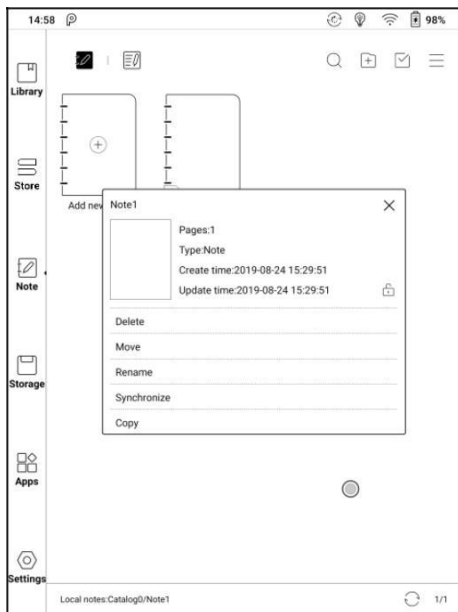 14:58
98%
Library
Store
Note
Storage
Apps
Settings
Add new
Note1
Pages:1
Type:Note
Create time:2019-08-24 15:29:51
Update time:2019-08-24 15:29:51
Delete
Move
Rename
Synchronize
Copy
Local notes:Catalog0/Note1
1/1